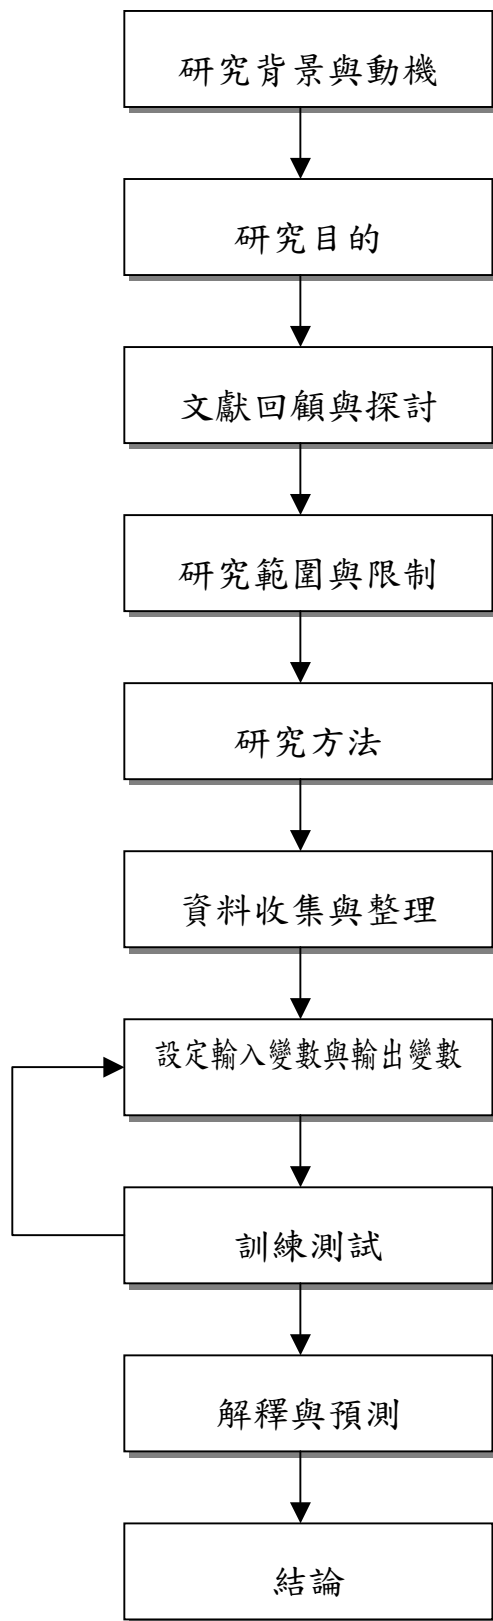 研究背景與動機
研究目的
文獻回顧與探討
研究範圍與限制
研究方法
資料收集與整理
設定輸入變數與輸出變數
訓練測試
解釋與預測
結論